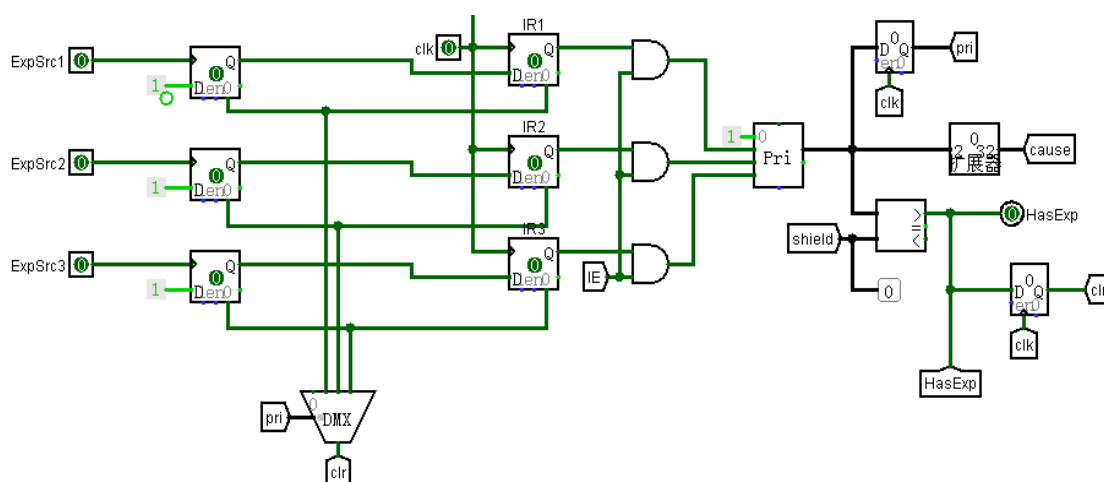 IR1
clk 0 0
ExpSrc1 0 Q D en 0 0
Q D en 0 0
1
D Q 0 en pri
clk
IR2
ExpSrc2 0 Q D en 0 0
Q D en 0 0
1
1 0
Pri
2 0 32
扩展器
cause
IR3
ExpSrc3 0 Q D en 0 0
Q D en 0 0
1
IE
shield
> = <
0 HasExp
0
D Q 0 en
clk
HasExp
pri 0 DMX
clr